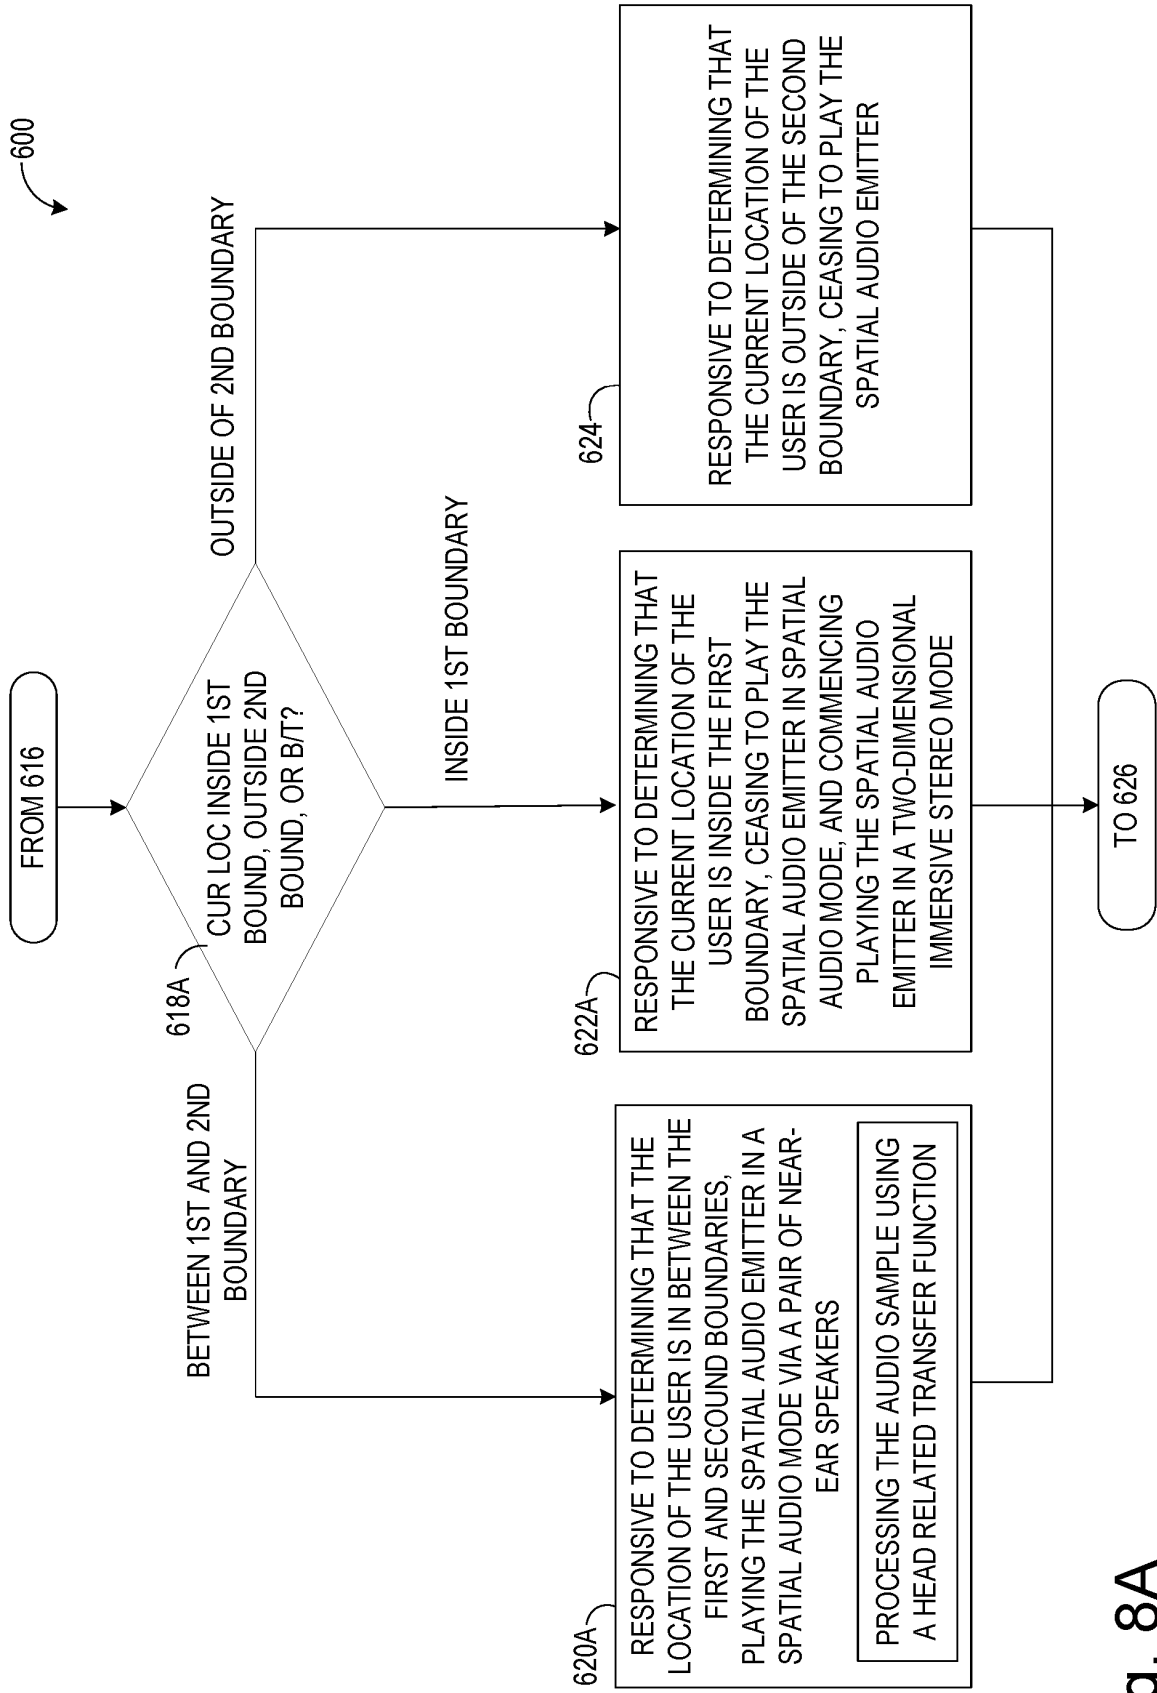 600
FROM 616
618A
CUR LOC INSIDE 1ST
BOUND, OUTSIDE 2ND
BOUND, OR B/T?
BETWEEN 1ST AND 2ND
BOUNDARY
INSIDE 1ST BOUNDARY
OUTSIDE OF 2ND BOUNDARY
620A
RESPONSIVE TO DETERMINING THAT THE
LOCATION OF THE USER IS IN BETWEEN THE
FIRST AND SECOUND BOUNDARIES,
PLAYING THE SPATIAL AUDIO EMITTER IN A
SPATIAL AUDIO MODE VIA A PAIR OF NEAR-
EAR SPEAKERS
PROCESSING THE AUDIO SAMPLE USING
A HEAD RELATED TRANSFER FUNCTION
622A
RESPONSIVE TO DETERMINING THAT
THE CURRENT LOCATION OF THE
USER IS INSIDE THE FIRST
BOUNDARY, CEASING TO PLAY THE
SPATIAL AUDIO EMITTER IN SPATIAL
AUDIO MODE, AND COMMENCING
PLAYING THE SPATIAL AUDIO
EMITTER IN A TWO-DIMENSIONAL
IMMERSIVE STEREO MODE
624
RESPONSIVE TO DETERMINING THAT
THE CURRENT LOCATION OF THE
USER IS OUTSIDE OF THE SECOND
BOUNDARY, CEASING TO PLAY THE
SPATIAL AUDIO EMITTER
TO 626
8A